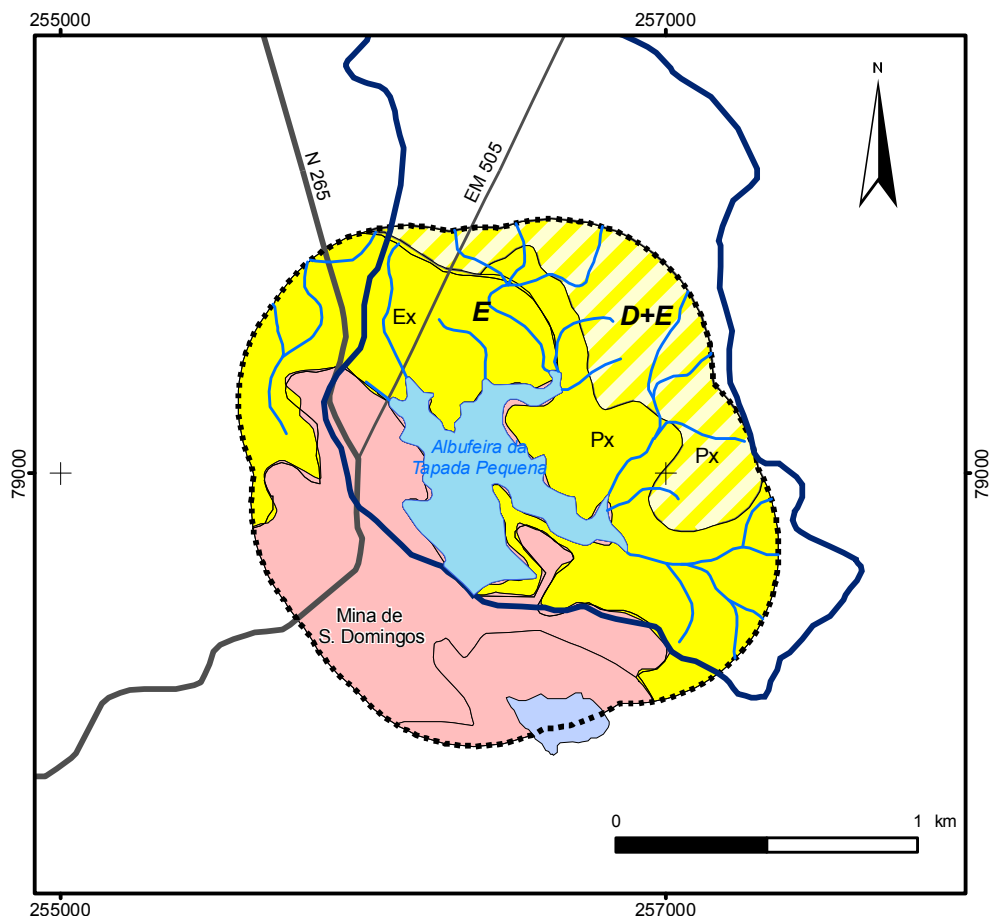 255000
257000
N
N 265
EM 505
Ex
E
D+E
Px
Px
Albufeira da
Tapada Pequena
79000
79000
Mina de
S. Domingos
0
1 km
255000
257000